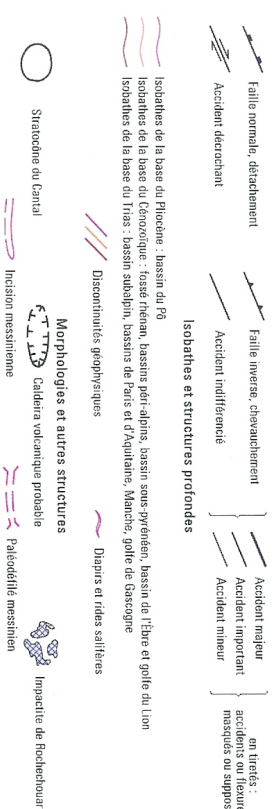 Faille normale, détachement
Faille inverse, chevauchement
Accident majeur
Accident important
Accident mineur
en tiretés :
accidents ou flexur
masqués ou suppos
Accident décrochant
Accident indifférencié
Isobathes et structures profondes
Isobathes de la base du Pliocène : bassin du Pô
Isobathes de la base du Cénozoïque : fossé rhénan, bassins péri-alpins, bassin sous-pyrénéen, bassin de l'Èbre et golfe du Lion
Isobathes de la base du Trias : bassin subalpin, bassins de Paris et d'Aquitaine, Manche, golfe de Gascogne
Discontinuités géophysiques
Diapirs et rides salifères
Morphologies et autres structures
Stratocône du Cantal
Caldeira volcanique probable
Impactite de Rochechouar
Incision messinienne
Paléodéfilé messinien